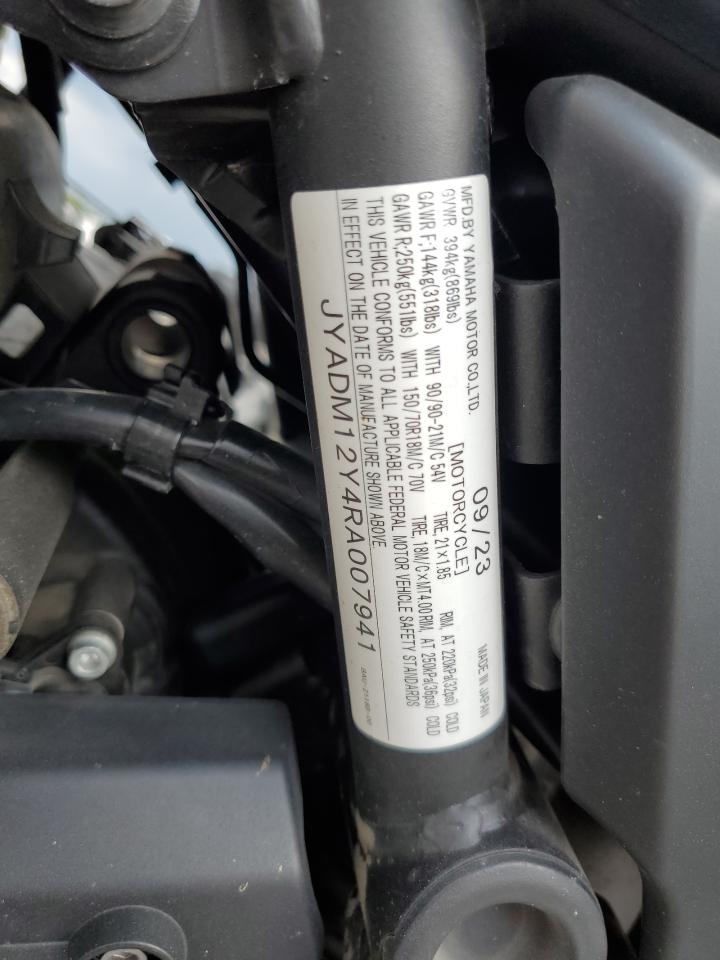 MFD.BY YAMAHA MOTOR CO.,LTD. 09/23 MADE IN JAPAN
GVWR 394kg(869lbs) [MOTORCYCLE]
GAWR F;144kg(318lbs) WITH 90/90-21M/C 54V TIRE, 21×1.85 RIM, AT 220kPa(32psi) COLD
GAWR R;250kg(551lbs) WITH 150/70R18M/C 70V TIRE, 18M/C×MT4.00 RIM, AT 250kPa(36psi) COLD
THIS VEHICLE CONFORMS TO ALL APPLICABLE FEDERAL MOTOR VEHICLE SAFETY STANDARDS
IN EFFECT ON THE DATE OF MANUFACTURE SHOWN ABOVE.
JYADM12Y4RA007941